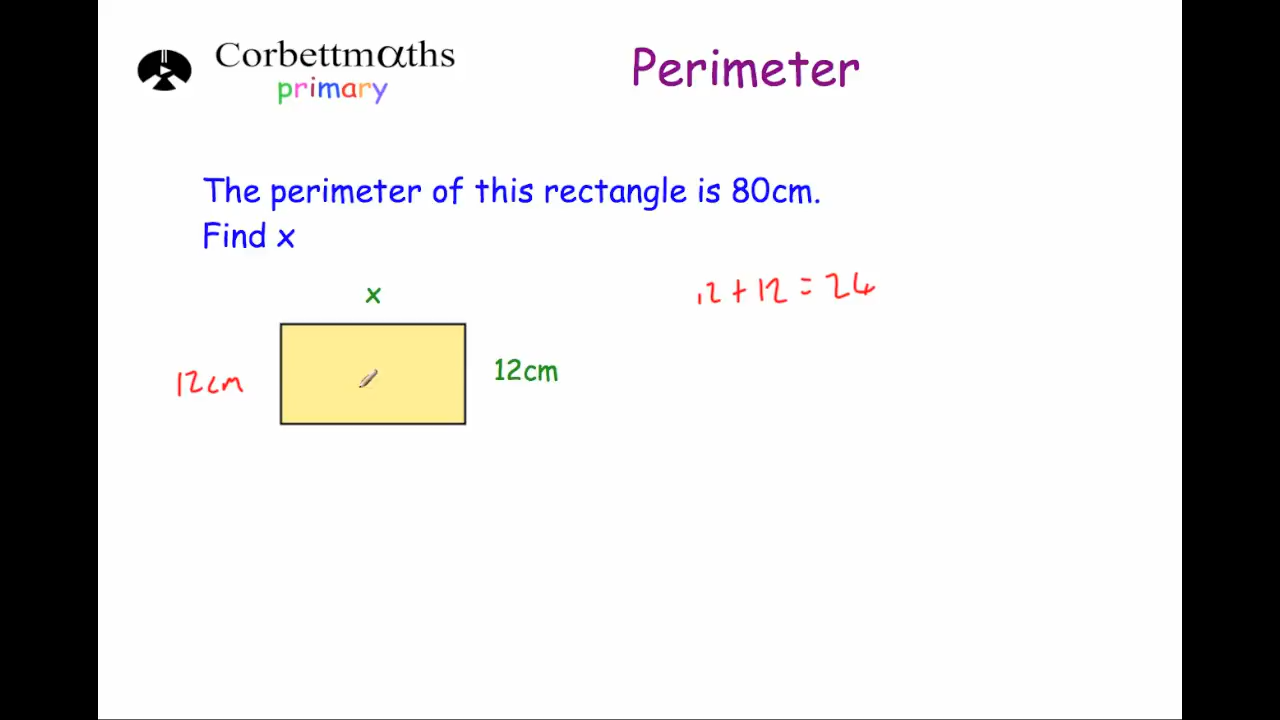 Corbettmαths
primary
Perimeter
The perimeter of this rectangle is 80cm.
Find x
12 + 12 = 24
x
12cm
12cm